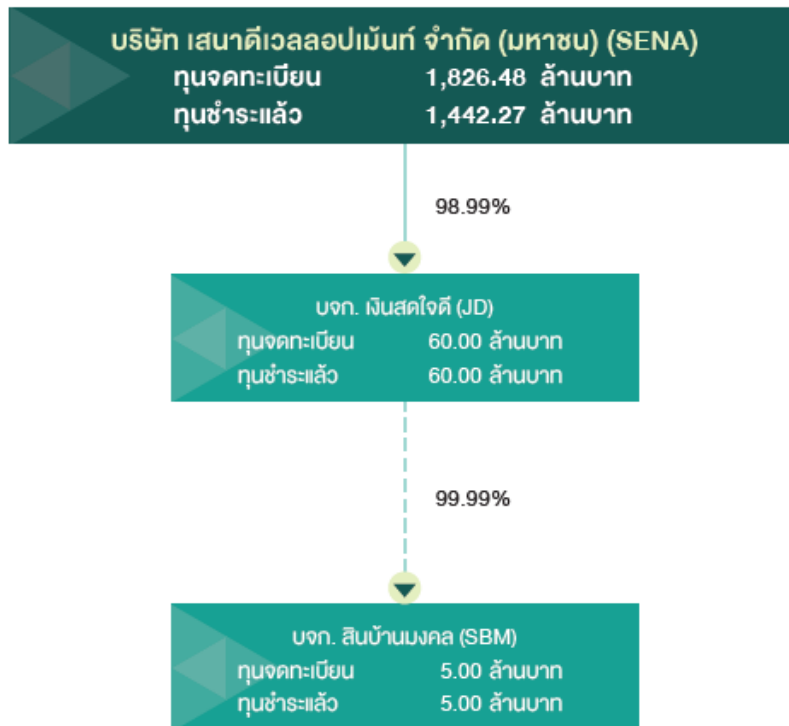 บริษัท เสนาดีเวลลอปเม้นท์ จำกัด (มหาชน) (SENA)
ทุนจดทะเบียน 1,826.48 ล้านบาท
ทุนชำระแล้ว 1,442.27 ล้านบาท
98.99%
บจก. เงินสดใจดี (JD)
ทุนจดทะเบียน 60.00 ล้านบาท
ทุนชำระแล้ว 60.00 ล้านบาท
99.99%
บจก. สินบ้านมงคล (SBM)
ทุนจดทะเบียน 5.00 ล้านบาท
ทุนชำระแล้ว 5.00 ล้านบาท